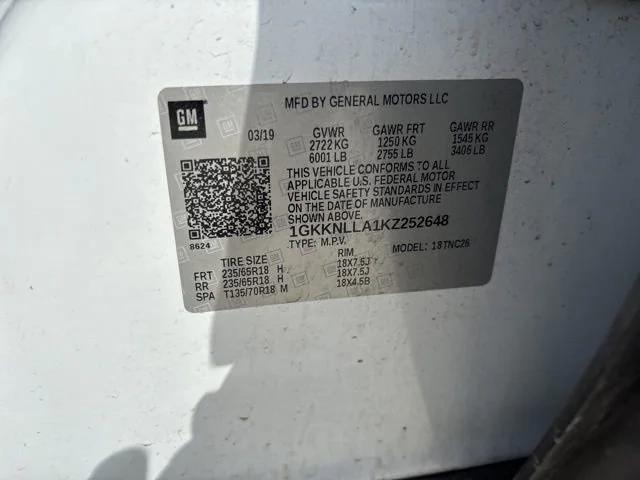 GM
MFD BY GENERAL MOTORS LLC
03/19 GVWR GAWR FRT GAWR RR
2722 KG 1250 KG 1545 KG
6001 LB 2755 LB 3406 LB
THIS VEHICLE CONFORMS TO ALL
APPLICABLE U.S. FEDERAL MOTOR
VEHICLE SAFETY STANDARDS IN EFFECT
ON THE DATE OF MANUFACTURE
SHOWN ABOVE.
1GKKNLLA1KZ252648
8624 TYPE: M.P.V. MODEL: 18TNC26
TIRE SIZE RIM
FRT 235/65R18 H 18X7.5J
RR 235/65R18 H 18X7.5J
SPA T135/70R18 M 18X4.5B